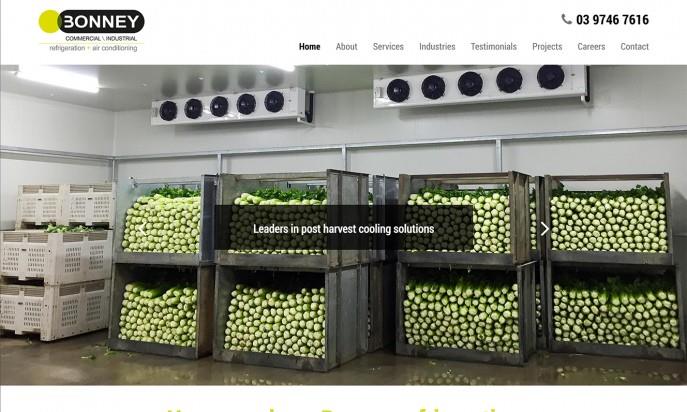 BONNEY
COMMERCIAL \ INDUSTRIAL
refrigeration + air conditioning
03 9746 7616
Home About Services Industries Testimonials Projects Careers Contact
Leaders in post harvest cooling solutions